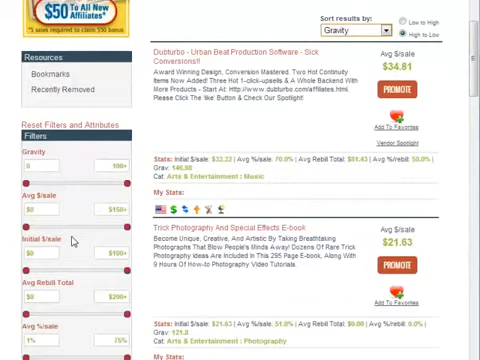 $50 To All New
Affiliates*
*5 sales required to claim $50 bonus
Resources
Bookmarks
Recently Removed
Reset Filters and Attributes
Filters
Gravity
0 100+
Avg $/sale
$0 $150+
Initial $/sale
$0 $100+
Avg Rebill Total
$0 $200+
Avg %/sale
1% 75%
Sort results by:
Gravity
Low to High
High to Low
Dubturbo - Urban Beat Production Software - Sick
Conversions!!
Award Winning Design, Conversion Mastered. Two Hot Continuity
Items Now Added! Three Hot 1-click-upsells & A Whole Backend With
More Products - Start At: Http://www.dubturbo.com/affiliates.html
Please Click The 'like' Button & Check Our Spotlight!
Avg $/sale
$34.81
PROMOTE
Add To Favorites
Vendor Spotlight
Stats: Initial $/sale: $32.32 | Avg %/sale: 70.0% | Avg Rebill Total: $81.43 | Avg %/rebill: 50.0% |
Grav: 146.98
Cat: Arts & Entertainment : Music
My Stats:
$
Trick Photography And Special Effects E-book
Become Unique, Creative, And Artistic By Taking Breathtaking
Photographs That Blow People's Minds Away! Dozens Of Rare Trick
Photography Ideas Are Included In This 295 Page E-book, Along With
9 Hours Of How-to Photography Video Tutorials.
Avg $/sale
$21.63
PROMOTE
Add To Favorites
Stats: Initial $/sale: $21.63 | Avg %/sale: 51.0% | Avg Rebill Total: $0.00 | Avg %/rebill: 0.0% |
Grav: 121.8
Cat: Arts & Entertainment : Photography
My Stats: